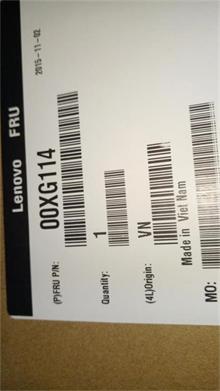 Lenovo FRU
2015-11-02
(P)FRU P/N: 00XG114
Quantity: 1
(4L)Origin: VN
Made in Viet Nam
MO: